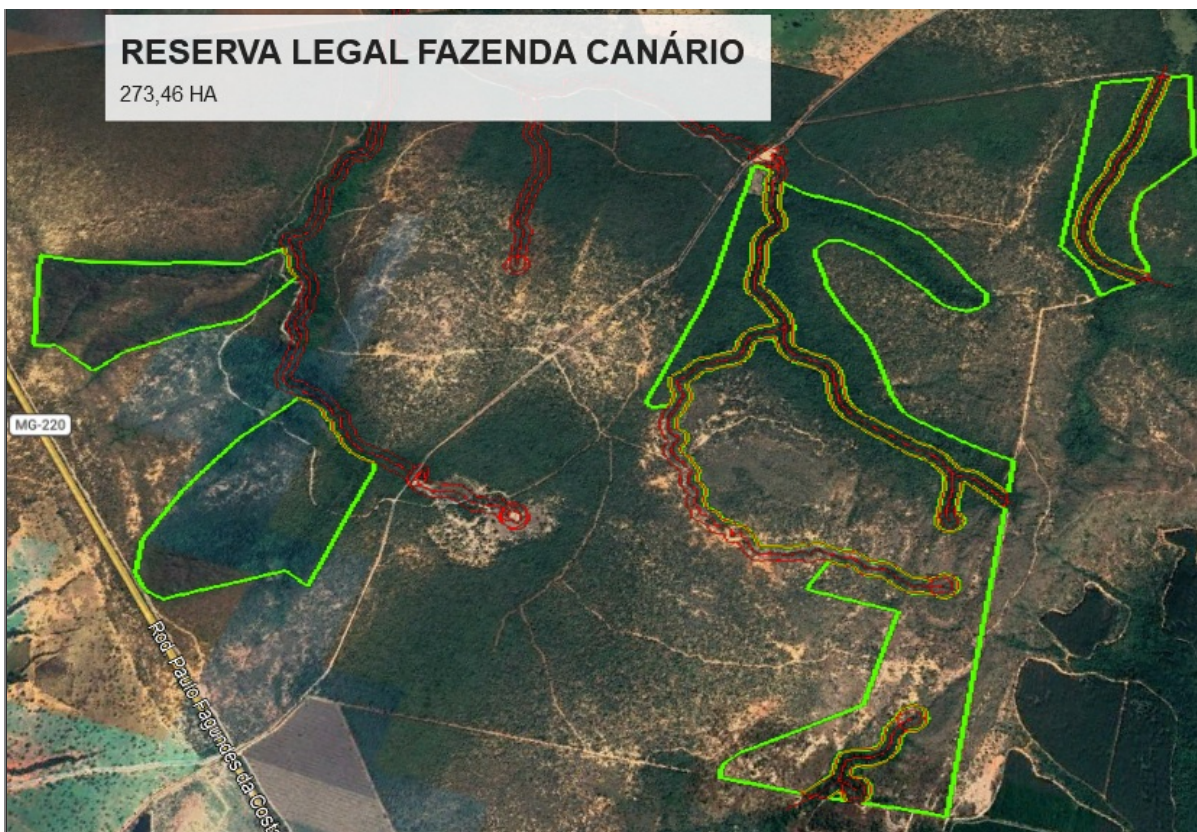 RESERVA LEGAL FAZENDA CANÁRIO
273,46 HA
MG-220
Rod. Paulo Fagundes da Costa